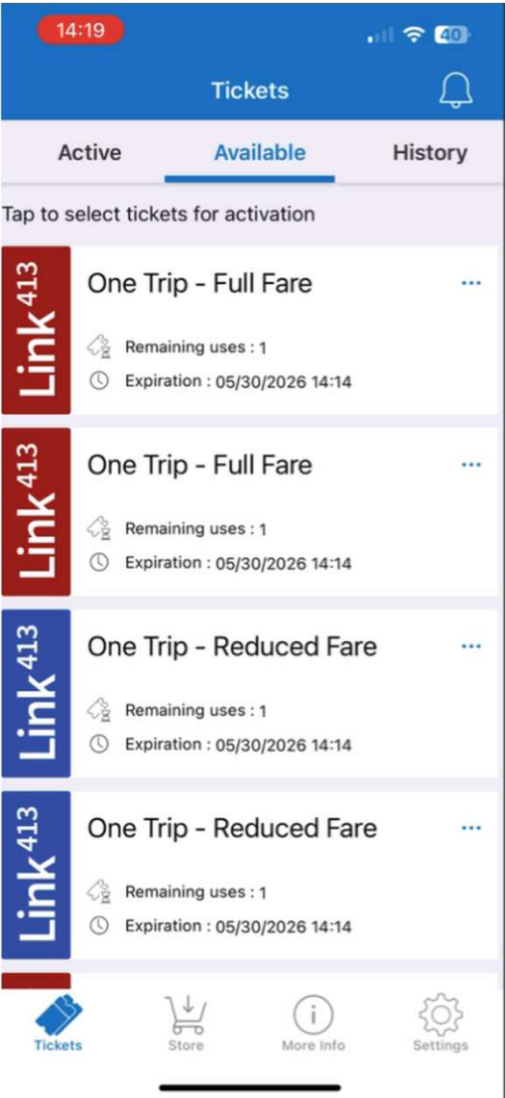 14:19
40
Tickets
Active Available History
Tap to select tickets for activation
Link413
One Trip - Full Fare
Remaining uses : 1
Expiration : 05/30/2026 14:14
Link413
One Trip - Full Fare
Remaining uses : 1
Expiration : 05/30/2026 14:14
Link413
One Trip - Reduced Fare
Remaining uses : 1
Expiration : 05/30/2026 14:14
Link413
One Trip - Reduced Fare
Remaining uses : 1
Expiration : 05/30/2026 14:14
Tickets Store More Info Settings